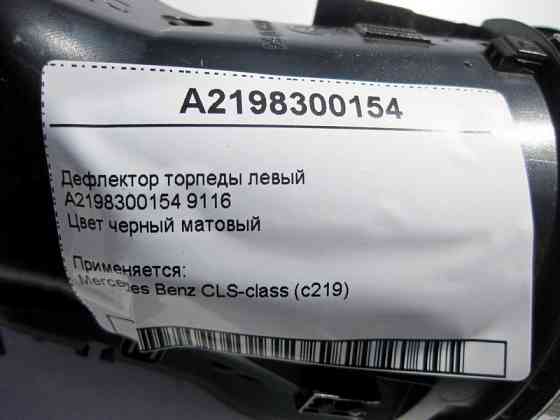 A2198300154
Дефлектор торпеды левый
A2198300154 9116
Цвет черный матовый
Применяется:
Mercedes Benz CLS-class (c219)